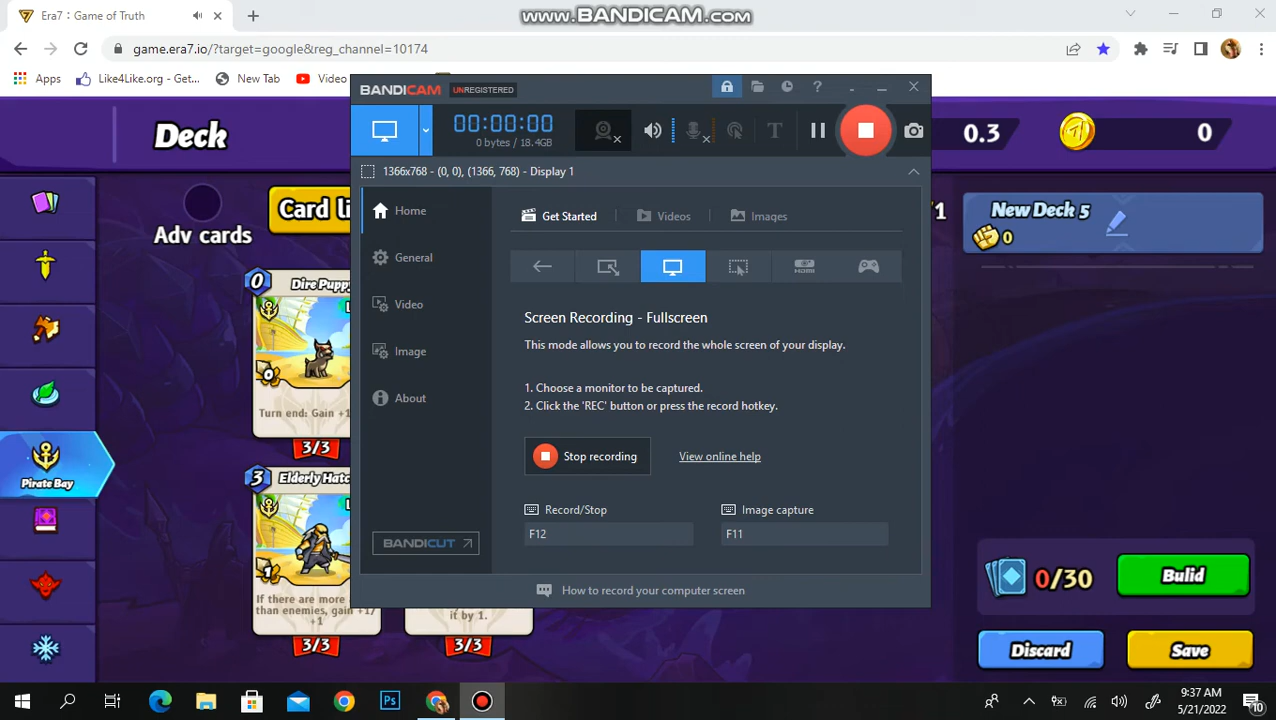 www.BANDICAM.com
Era7 : Game of Truth
game.era7.io/?target=google&reg_channel=10174
Apps
Like4Like.org - Get...
New Tab
Video
BANDICAM UNREGISTERED
00:00:00
0 bytes / 18.4GB
1366x768 - (0, 0), (1366, 768) - Display 1
Home
General
Video
Image
About
BANDICUT
Get Started
Videos
Images
HDMI
Screen Recording - Fullscreen
This mode allows you to record the whole screen of your display.
1. Choose a monitor to be captured.
2. Click the 'REC' button or press the record hotkey.
Stop recording
View online help
Record/Stop
Image capture
F12
F11
How to record your computer screen
Deck
0.3
0
Adv cards
Card li
/1
New Deck 5
0
0
Dire Puppy
0
Turn end: Gain +1
3/3
Pirate Bay
3
Elderly Hatc
1
If there are more
than enemies, gain +1/
+1
3/3
it by 1.
3/3
0/30
Bulid
Discard
Save
Ps
9:37 AM
5/21/2022
10